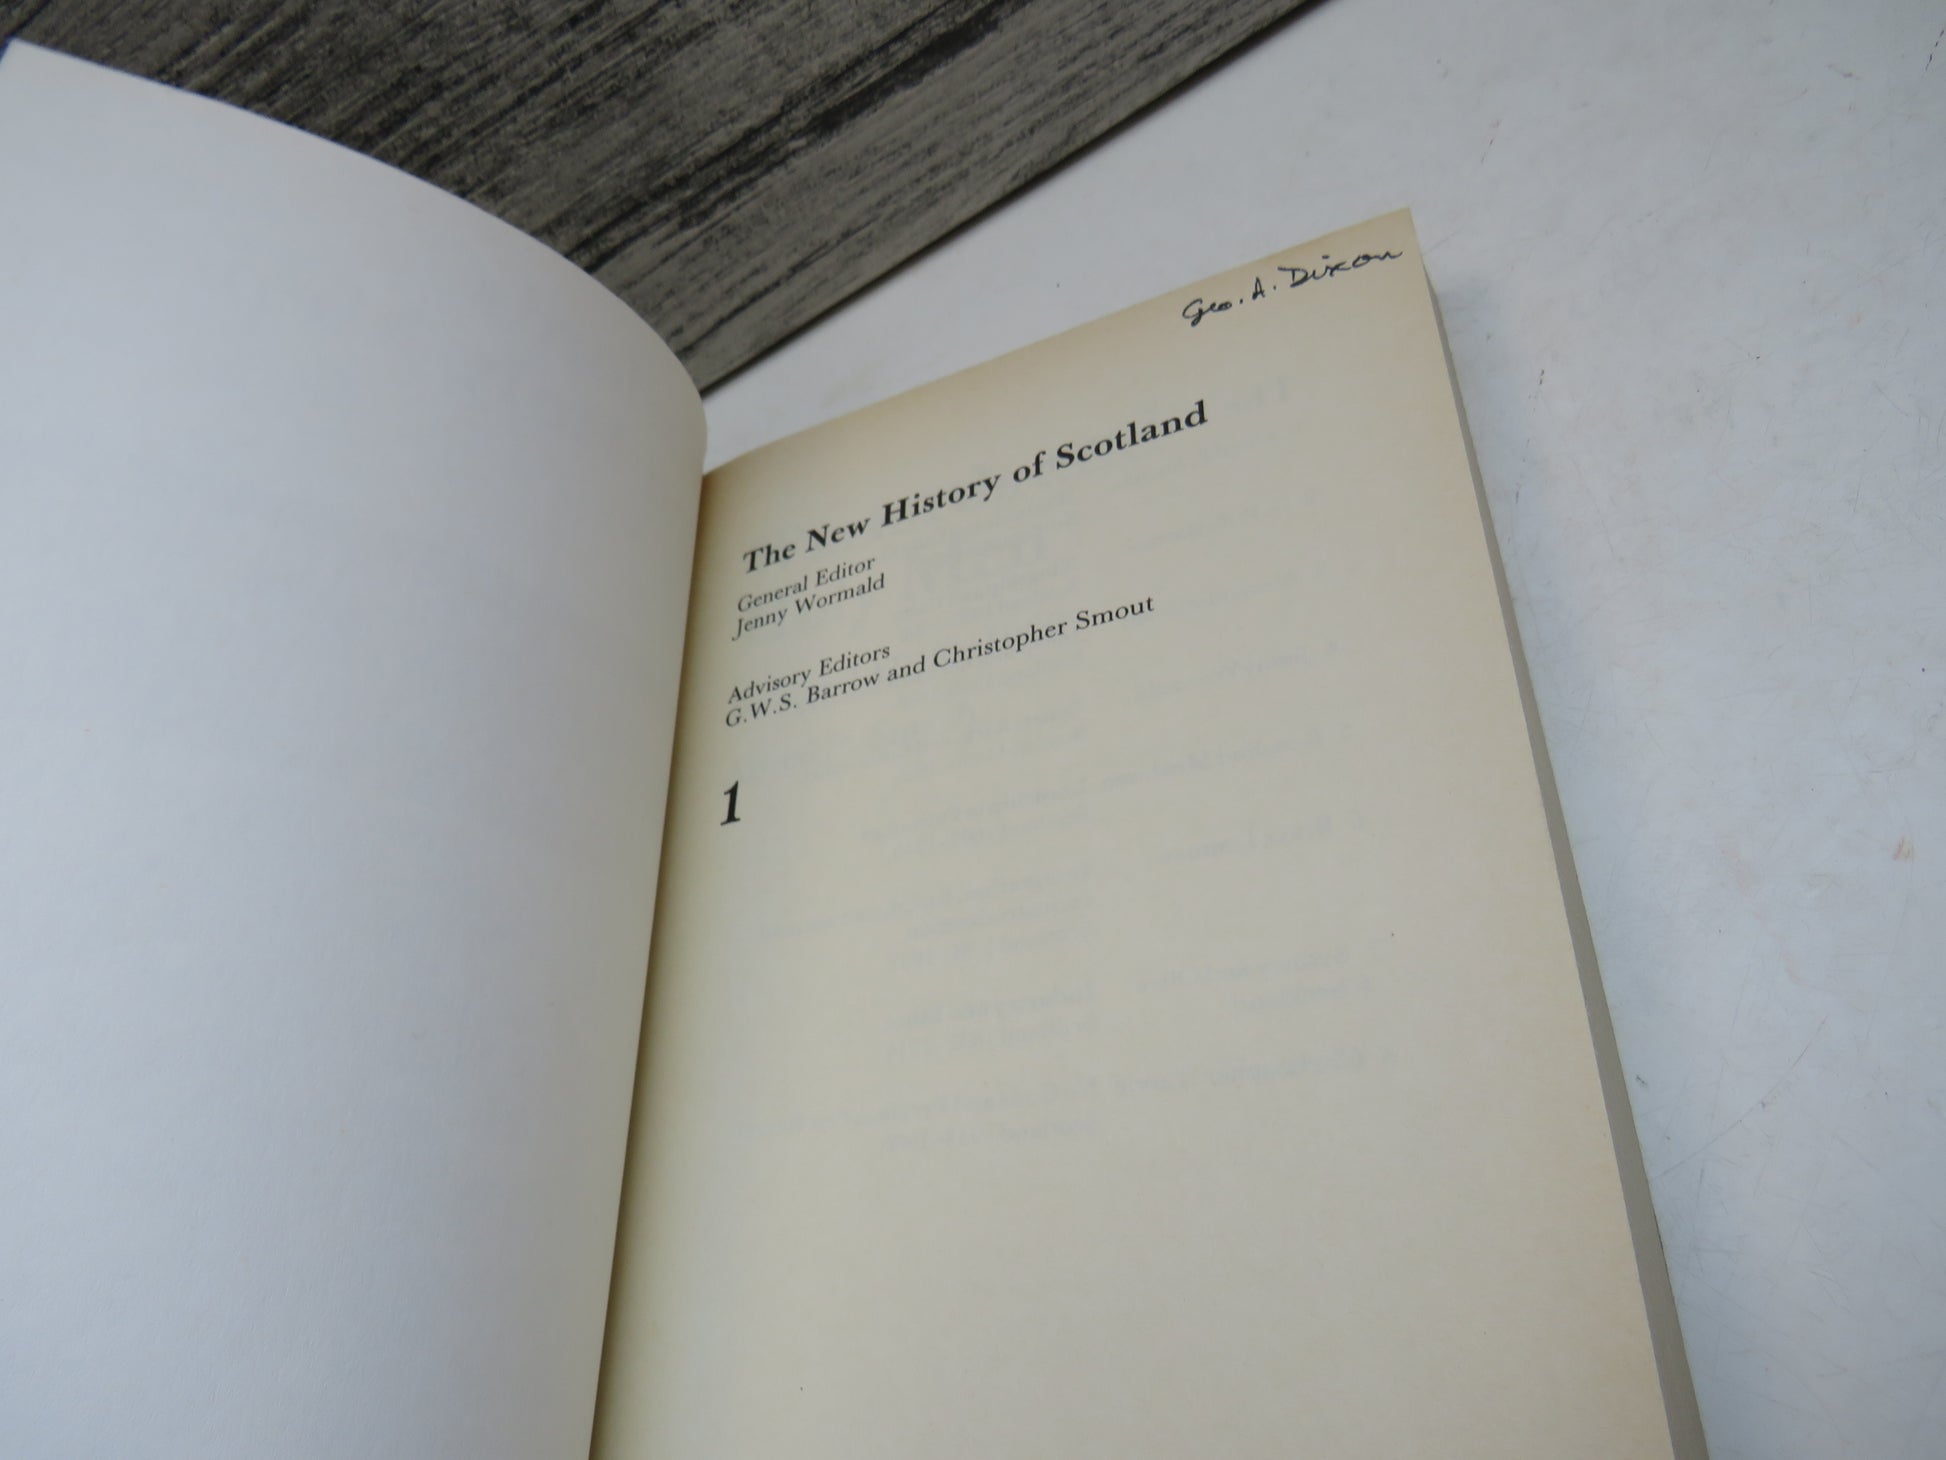 Geo. A. Dixon
The New History of Scotland
General Editor
Jenny Wormald
Advisory Editors
G.W.S. Barrow and Christopher Smout
1